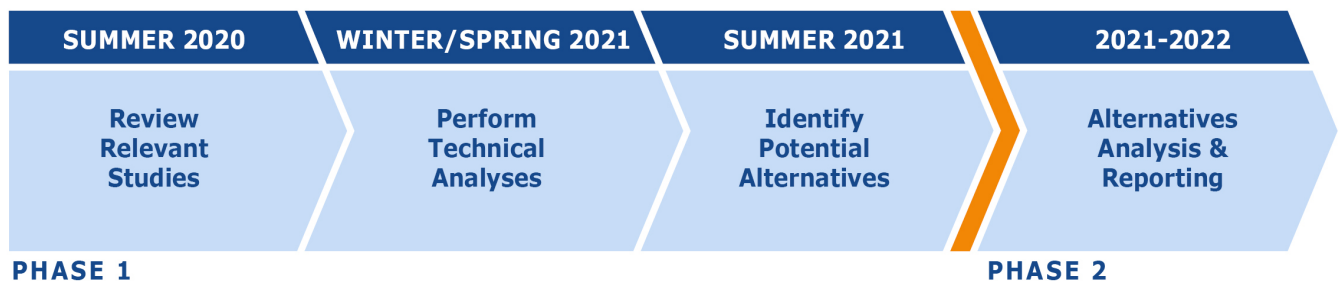 SUMMER 2020
WINTER/SPRING 2021
SUMMER 2021
2021-2022
Review
Relevant
Studies
Perform
Technical
Analyses
Identify
Potential
Alternatives
Alternatives
Analysis &
Reporting
PHASE 1
PHASE 2